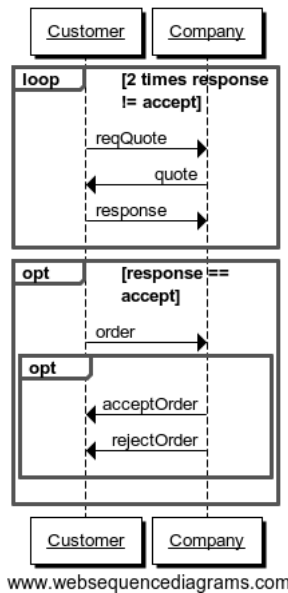 Customer Company
loop [2 times response
!= accept]
reqQuote
quote
response
opt [response ==
accept]
order
opt
acceptOrder
rejectOrder
Customer Company
www.websequencediagrams.com